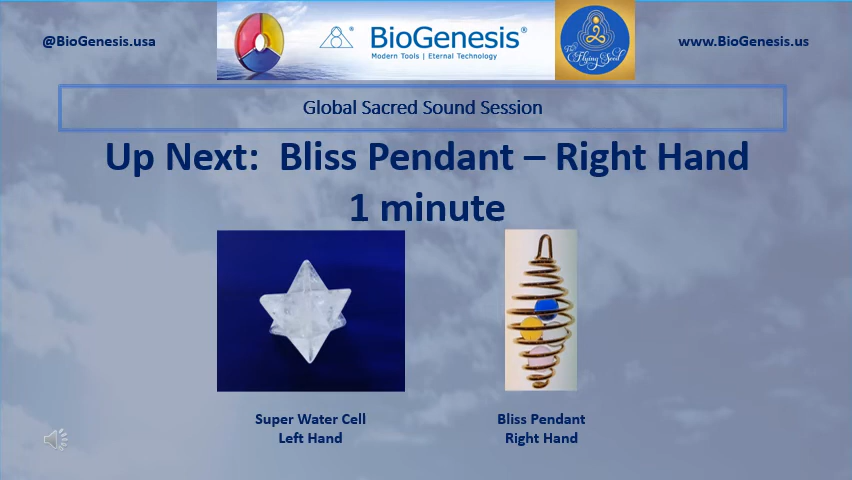 @BioGenesis.usa
BioGenesis®
Modern Tools | Eternal Technology
The Flying Seed
www.BioGenesis.us
Global Sacred Sound Session
Up Next:  Bliss Pendant – Right Hand
1 minute
Super Water Cell
Left Hand
Bliss Pendant
Right Hand